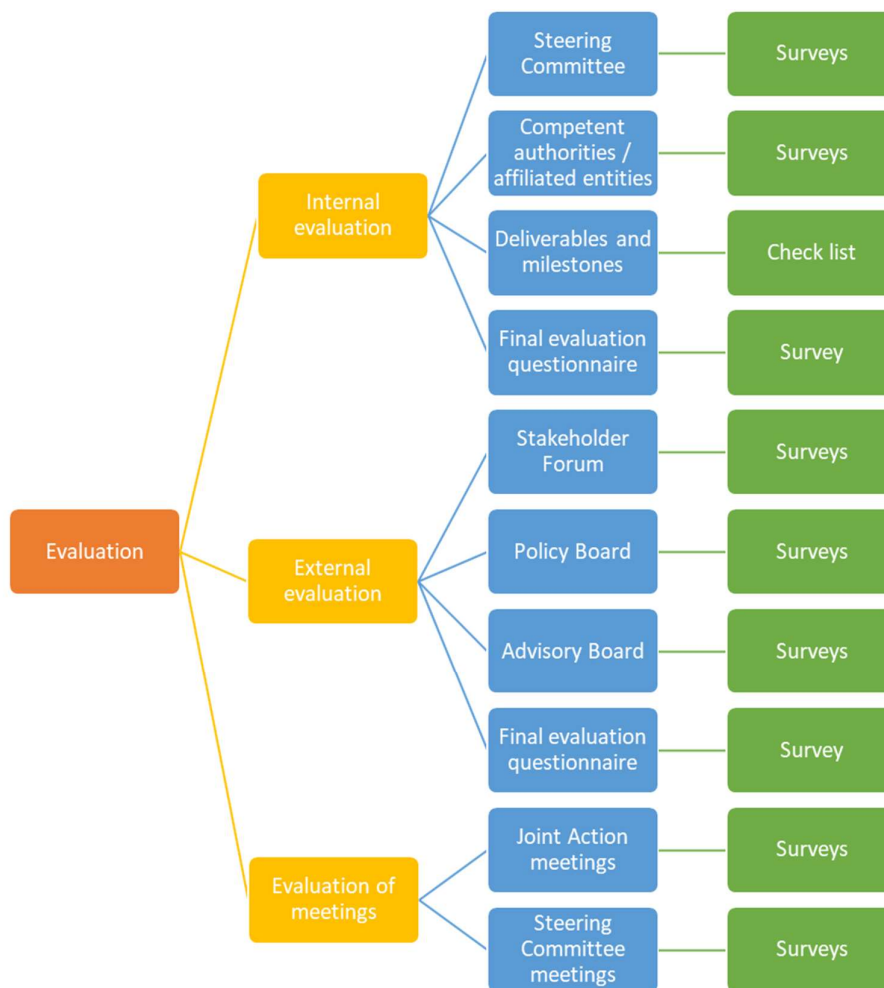 Steering
Committee
Surveys
Competent
authorities /
affiliated entities
Surveys
Internal
evaluation
Deliverables and
milestones
Check list
Final evaluation
questionnaire
Survey
Stakeholder
Forum
Surveys
Evaluation
External
evaluation
Policy Board
Surveys
Advisory Board
Surveys
Final evaluation
questionnaire
Survey
Joint Action
meetings
Surveys
Evaluation of
meetings
Steering
Committee
meetings
Surveys